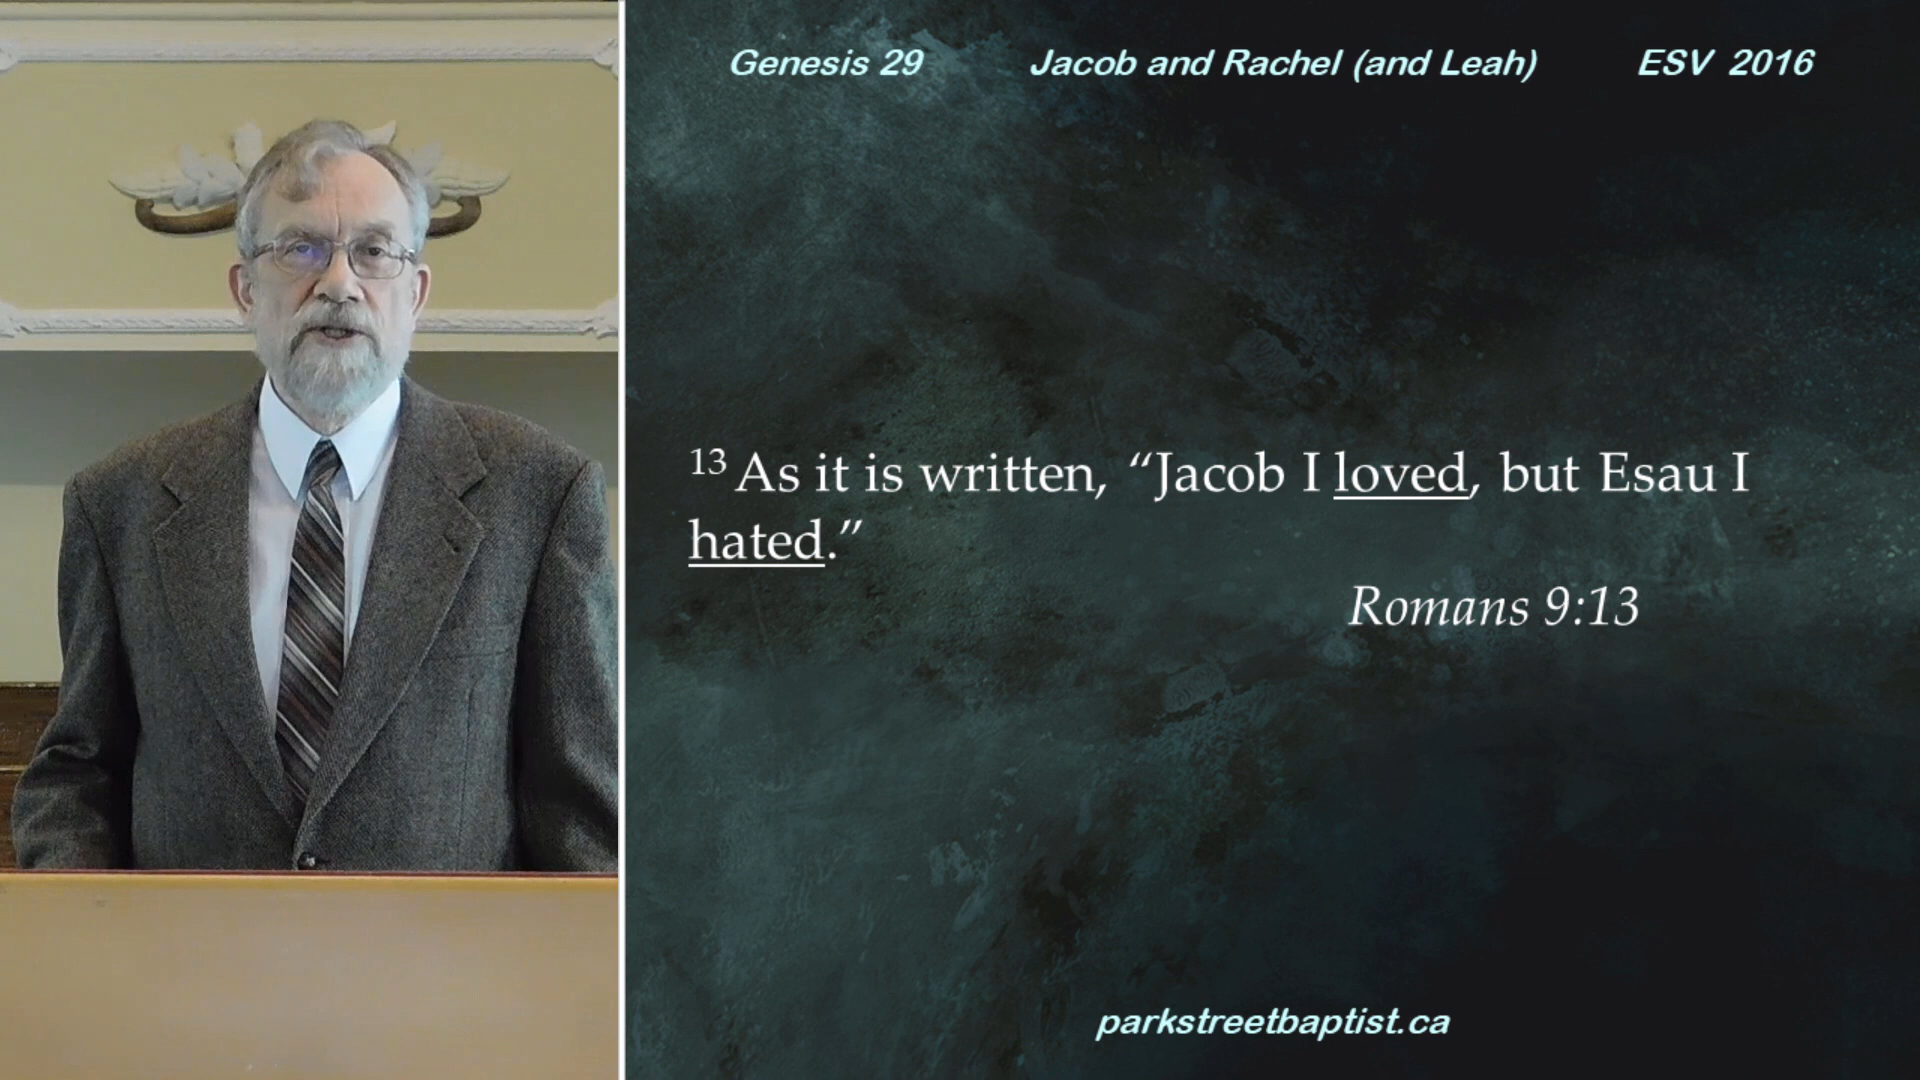 Genesis 29 Jacob and Rachel (and Leah) ESV 2016
13 As it is written, “Jacob I loved, but Esau I
hated.”
Romans 9:13
parkstreetbaptist.ca